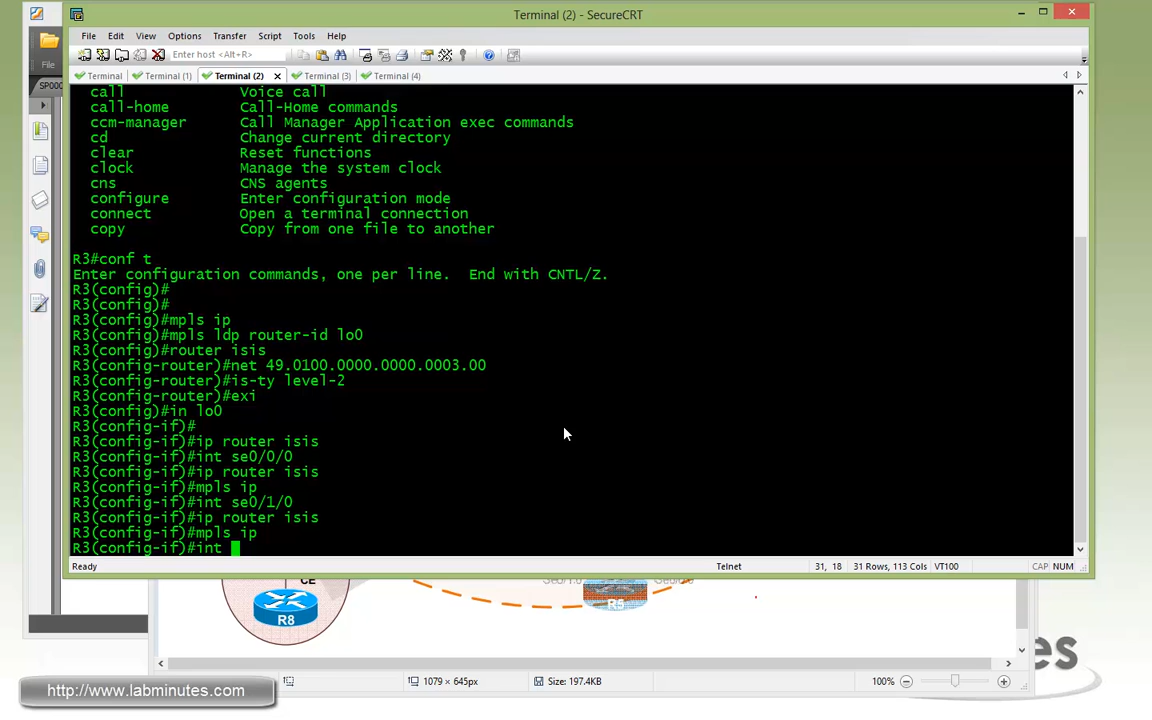 Terminal (2) - SecureCRT
File Edit View Options Transfer Script Tools Help
Enter host <Alt+R>
File
Terminal Terminal (1) Terminal (2) Terminal (3) Terminal (4)
SP000
call Voice call
call-home Call-Home commands
ccm-manager Call Manager Application exec commands
cd Change current directory
clear Reset functions
clock Manage the system clock
cns CNS agents
configure Enter configuration mode
connect Open a terminal connection
copy Copy from one file to another
R3#conf t
Enter configuration commands, one per line. End with CNTL/Z.
R3(config)#
R3(config)#
R3(config)#mpls ip
R3(config)#mpls ldp router-id lo0
R3(config)#router isis
R3(config-router)#net 49.0100.0000.0000.0003.00
R3(config-router)#is-ty level-2
R3(config-router)#exi
R3(config)#in lo0
R3(config-if)#
R3(config-if)#ip router isis
R3(config-if)#int se0/0/0
R3(config-if)#ip router isis
R3(config-if)#mpls ip
R3(config-if)#int se0/1/0
R3(config-if)#ip router isis
R3(config-if)#mpls ip
R3(config-if)#int
Ready Telnet 31, 18 31 Rows, 113 Cols VT100 CAP NUM
CE
R8
es
1079 × 645px Size: 197.4KB 100%
http://www.labminutes.com